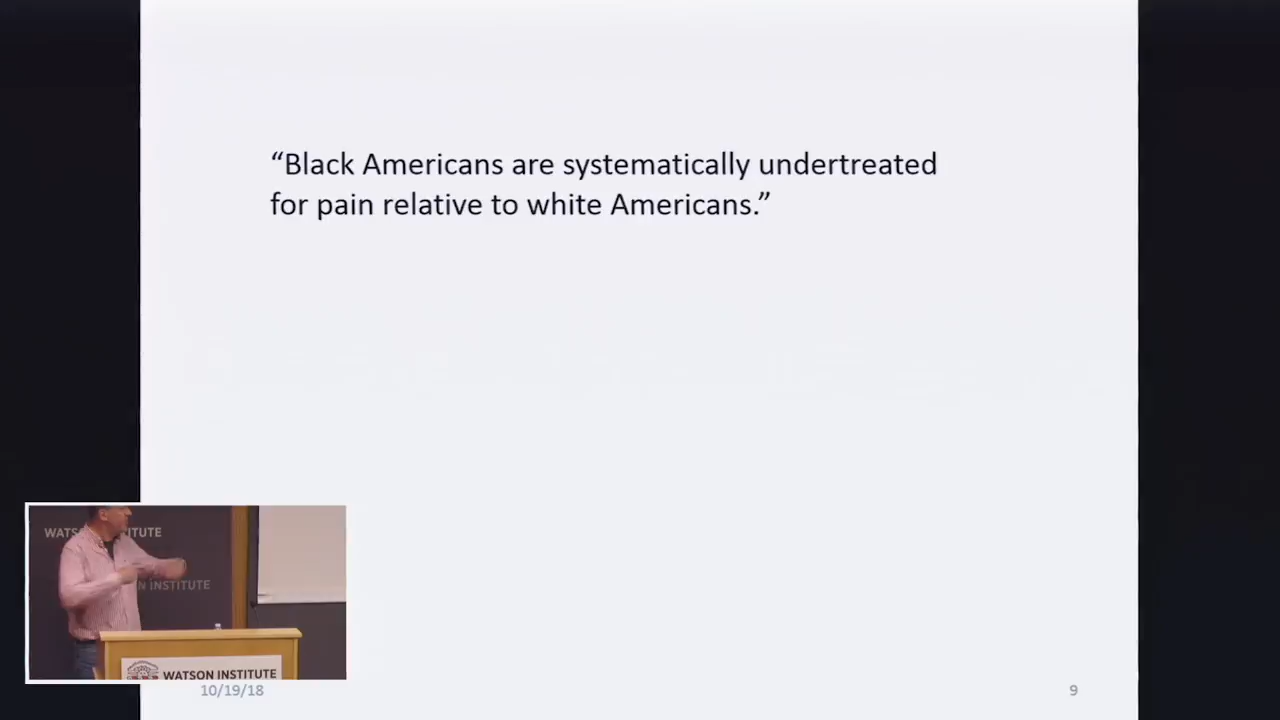 “Black Americans are systematically undertreated
for pain relative to white Americans.”
WATSON INSTITUTE
10/19/18
9